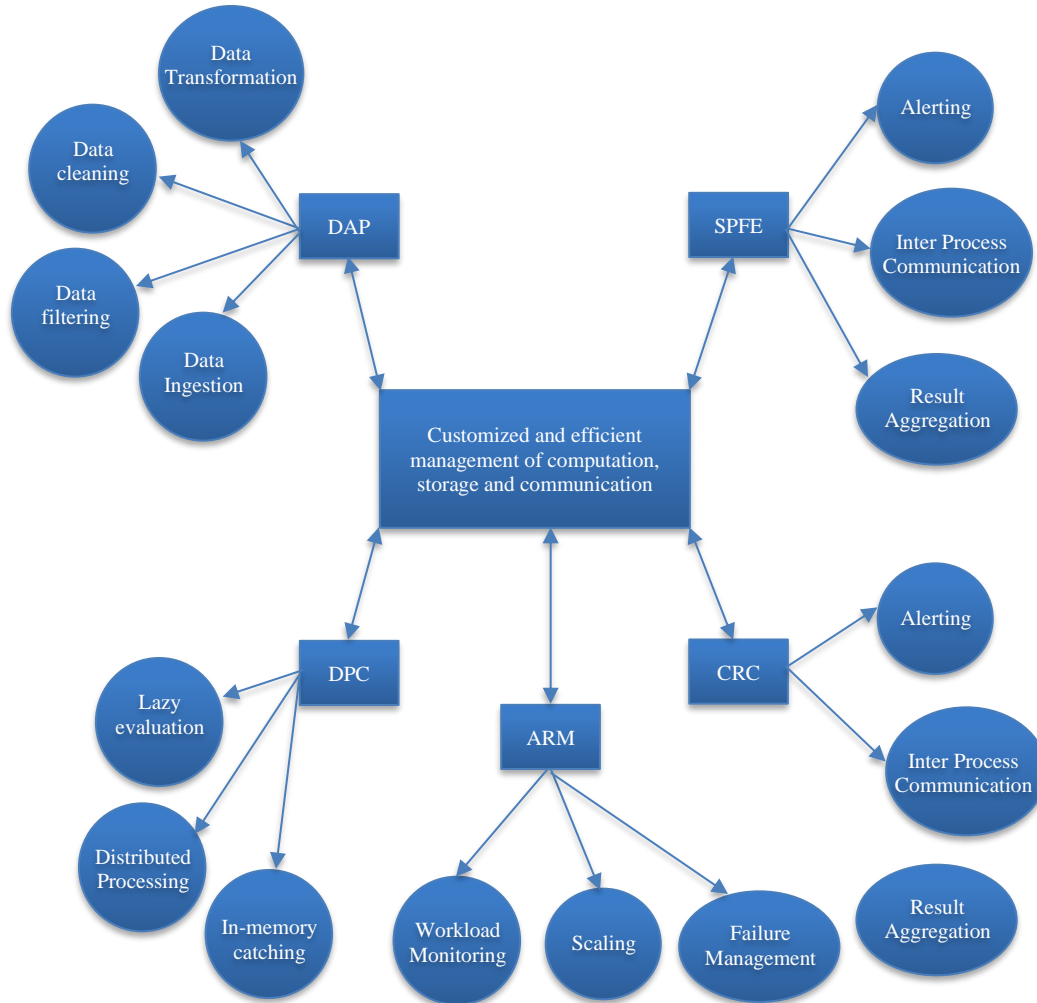 Data
Transformation
Data
cleaning
Data
filtering
Data
Ingestion
DAP
SPFE
Alerting
Inter Process
Communication
Result
Aggregation
Customized and efficient
management of computation,
storage and communication
DPC
Lazy
evaluation
Distributed
Processing
In-memory
catching
ARM
Workload
Monitoring
Scaling
Failure
Management
CRC
Alerting
Inter Process
Communication
Result
Aggregation